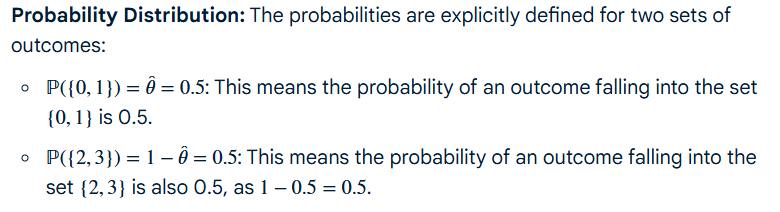 Probability Distribution: The probabilities are explicitly defined for two sets of
outcomes:
◦ ℙ({0, 1}) = θ̂ = 0.5: This means the probability of an outcome falling into the set
{0, 1} is 0.5.
◦ ℙ({2, 3}) = 1 − θ̂ = 0.5: This means the probability of an outcome falling into the
set {2, 3} is also 0.5, as 1 − 0.5 = 0.5.